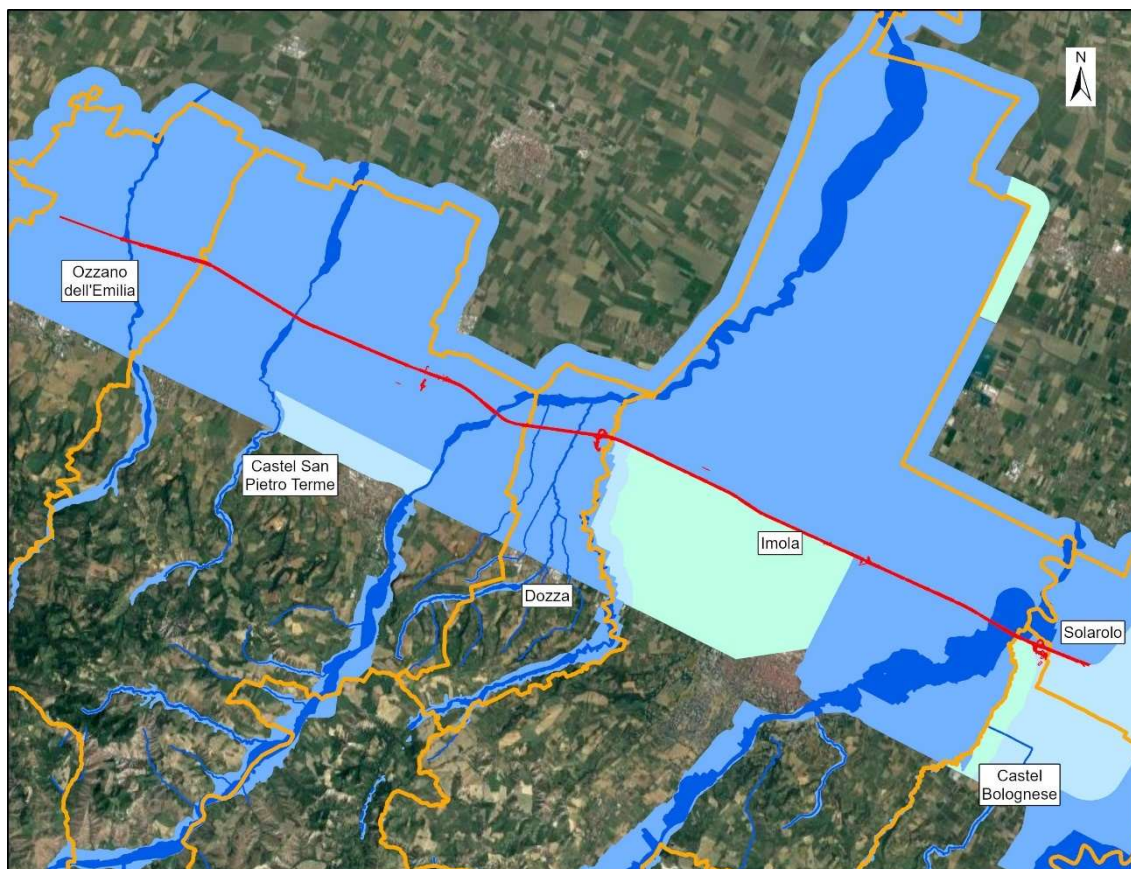 N
Ozzano
dell'Emilia
Castel San
Pietro Terme
Dozza
Imola
Solarolo
Castel
Bolognese